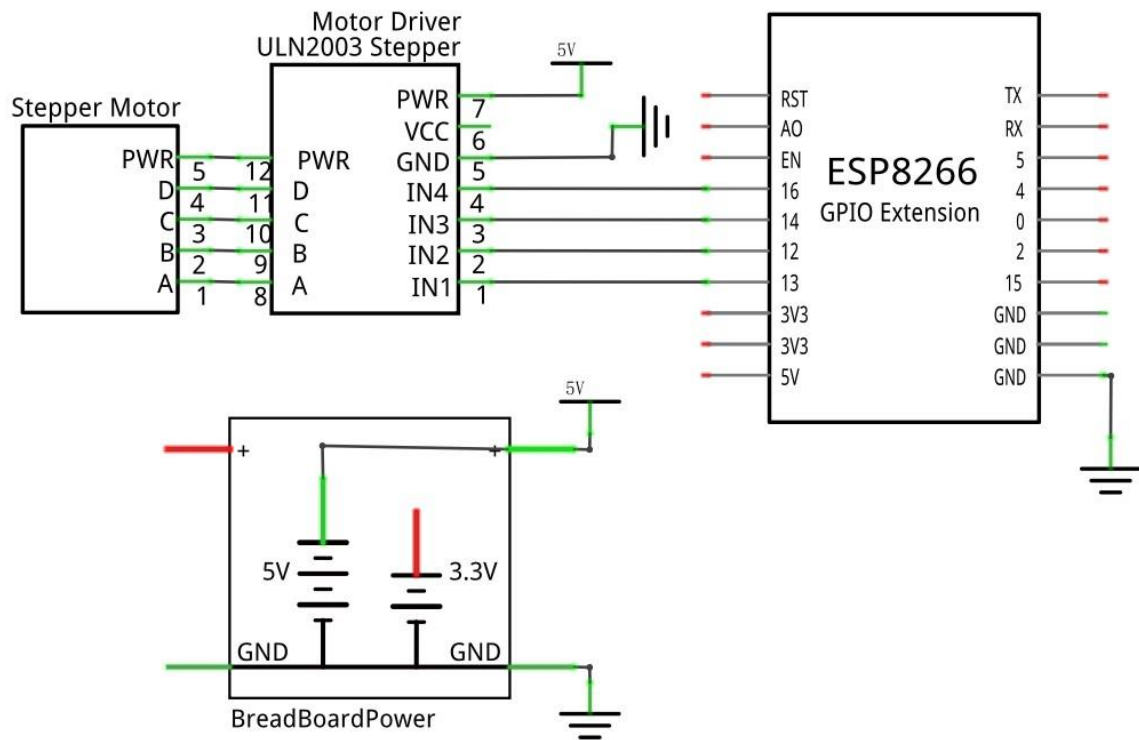 Motor Driver
ULN2003 Stepper
Stepper Motor
PWR 5
D 4
C 3
B 2
A 1
12 PWR
11 D
10 C
9 B
8 A
PWR 7
VCC 6
GND 5
IN4 4
IN3 3
IN2 2
IN1 1
5V
ESP8266
GPIO Extension
RST
AO
EN
16
14
12
13
3V3
3V3
5V
TX
RX
5
4
0
2
15
GND
GND
GND
5V
+ +
5V 3.3V
GND GND
BreadBoardPower